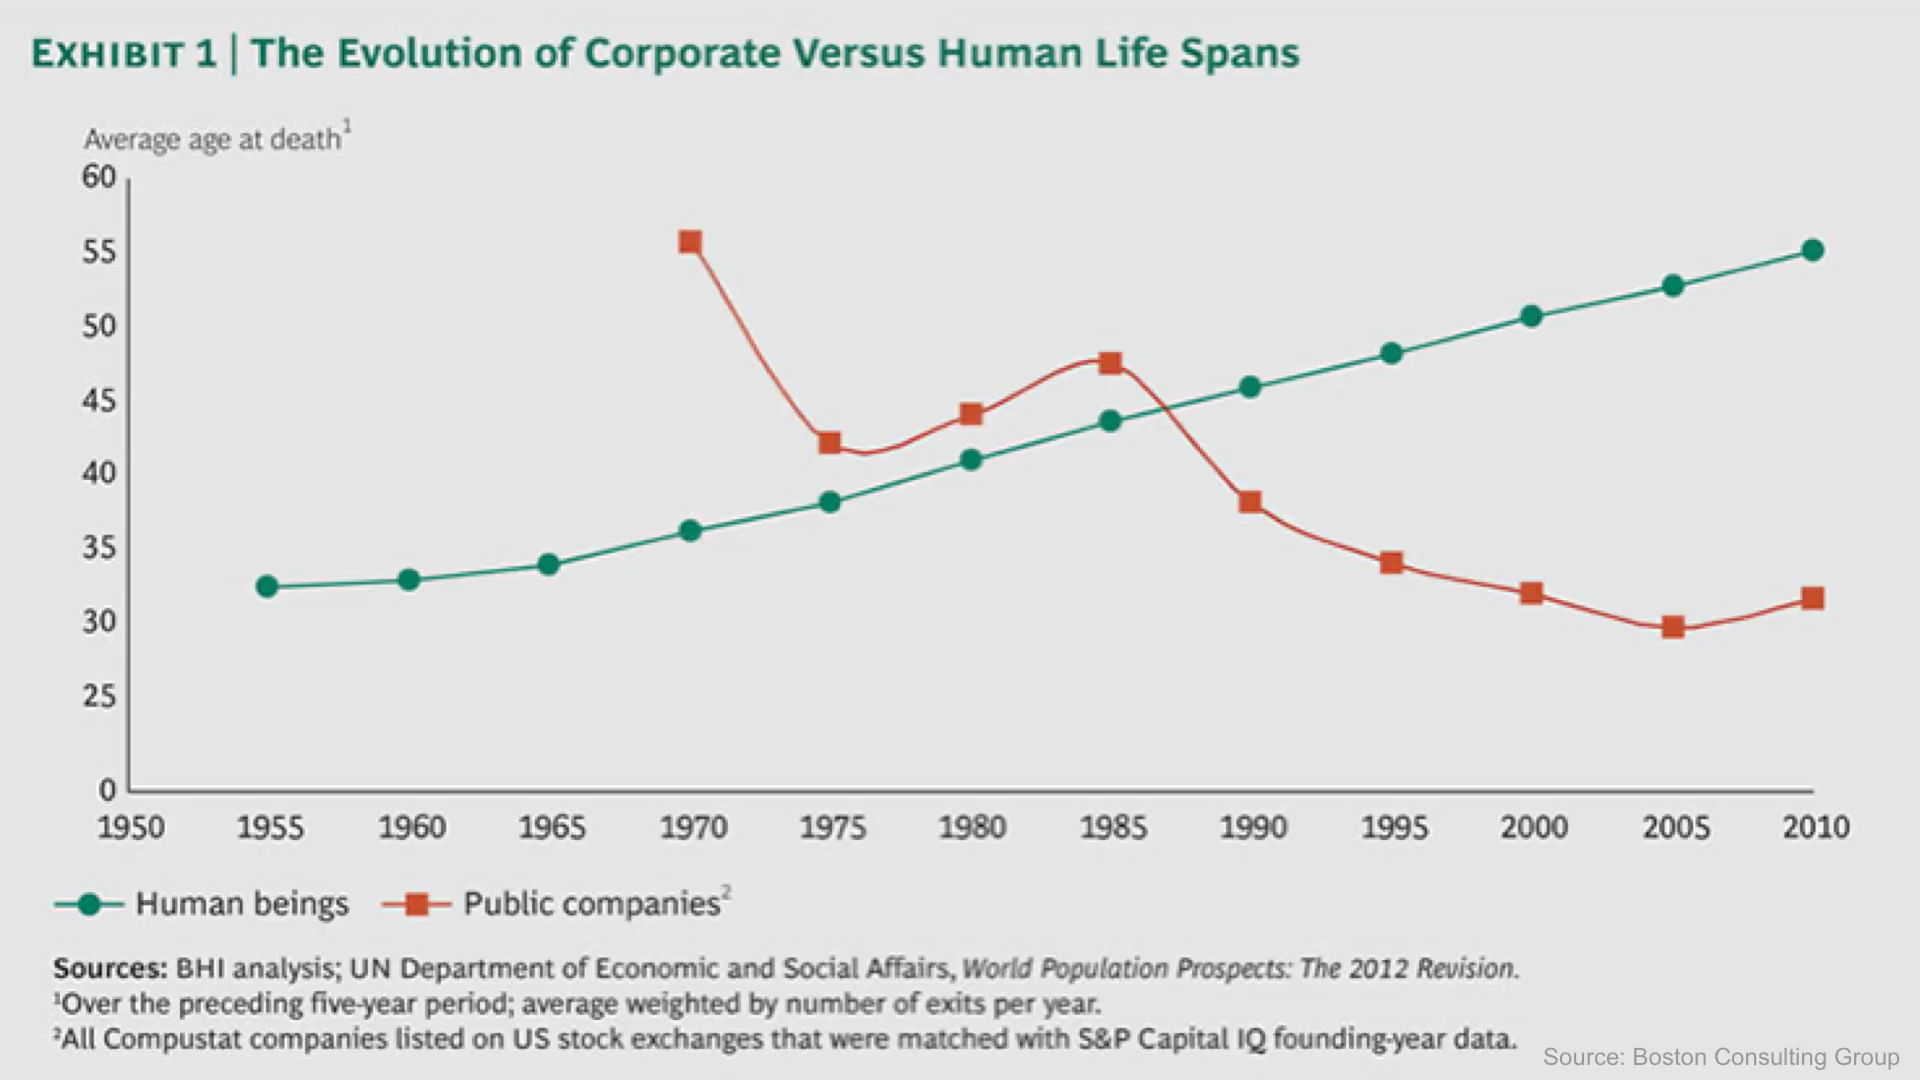 EXHIBIT 1 | The Evolution of Corporate Versus Human Life Spans
Average age at death¹
60
55
50
45
40
35
30
25
0
1950 1955 1960 1965 1970 1975 1980 1985 1990 1995 2000 2005 2010
Human beings Public companies²
Sources: BHI analysis; UN Department of Economic and Social Affairs, World Population Prospects: The 2012 Revision.
¹Over the preceding five-year period; average weighted by number of exits per year.
²All Compustat companies listed on US stock exchanges that were matched with S&P Capital IQ founding-year data.
Source: Boston Consulting Group